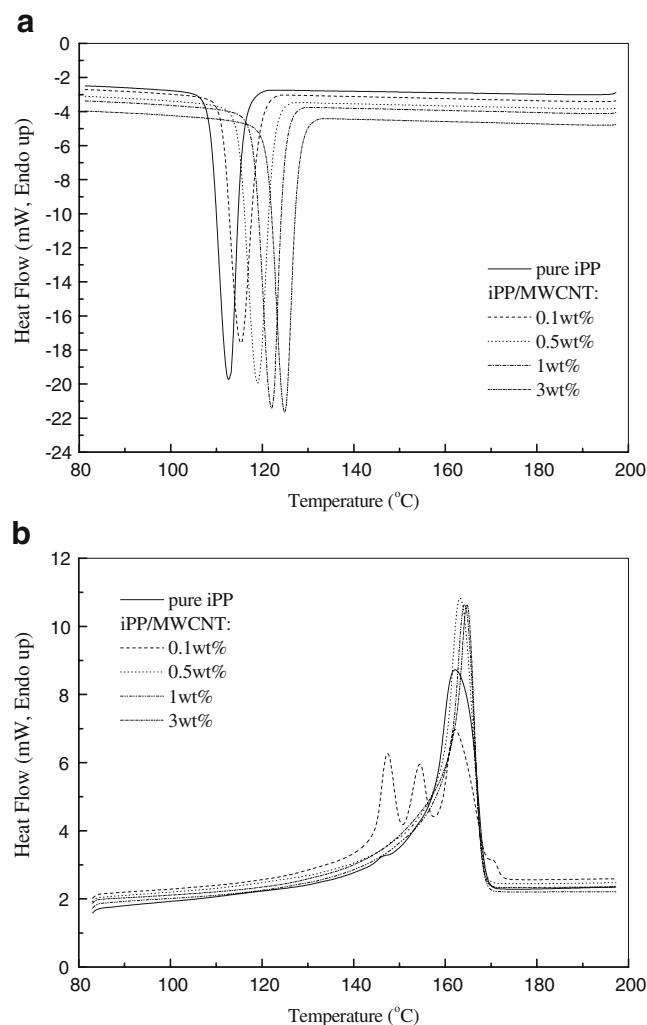 a
0
-2
-4
-6
-8
-10
-12
-14
-16
-18
-20
-22
-24
Heat Flow (mW, Endo up)
pure iPP
iPP/MWCNT:
0.1wt%
0.5wt%
1wt%
3wt%
80 100 120 140 160 180 200
Temperature (°C)
b
12
10
8
6
4
2
0
Heat Flow (mW, Endo up)
pure iPP
iPP/MWCNT:
0.1wt%
0.5wt%
1wt%
3wt%
80 100 120 140 160 180 200
Temperature (°C)